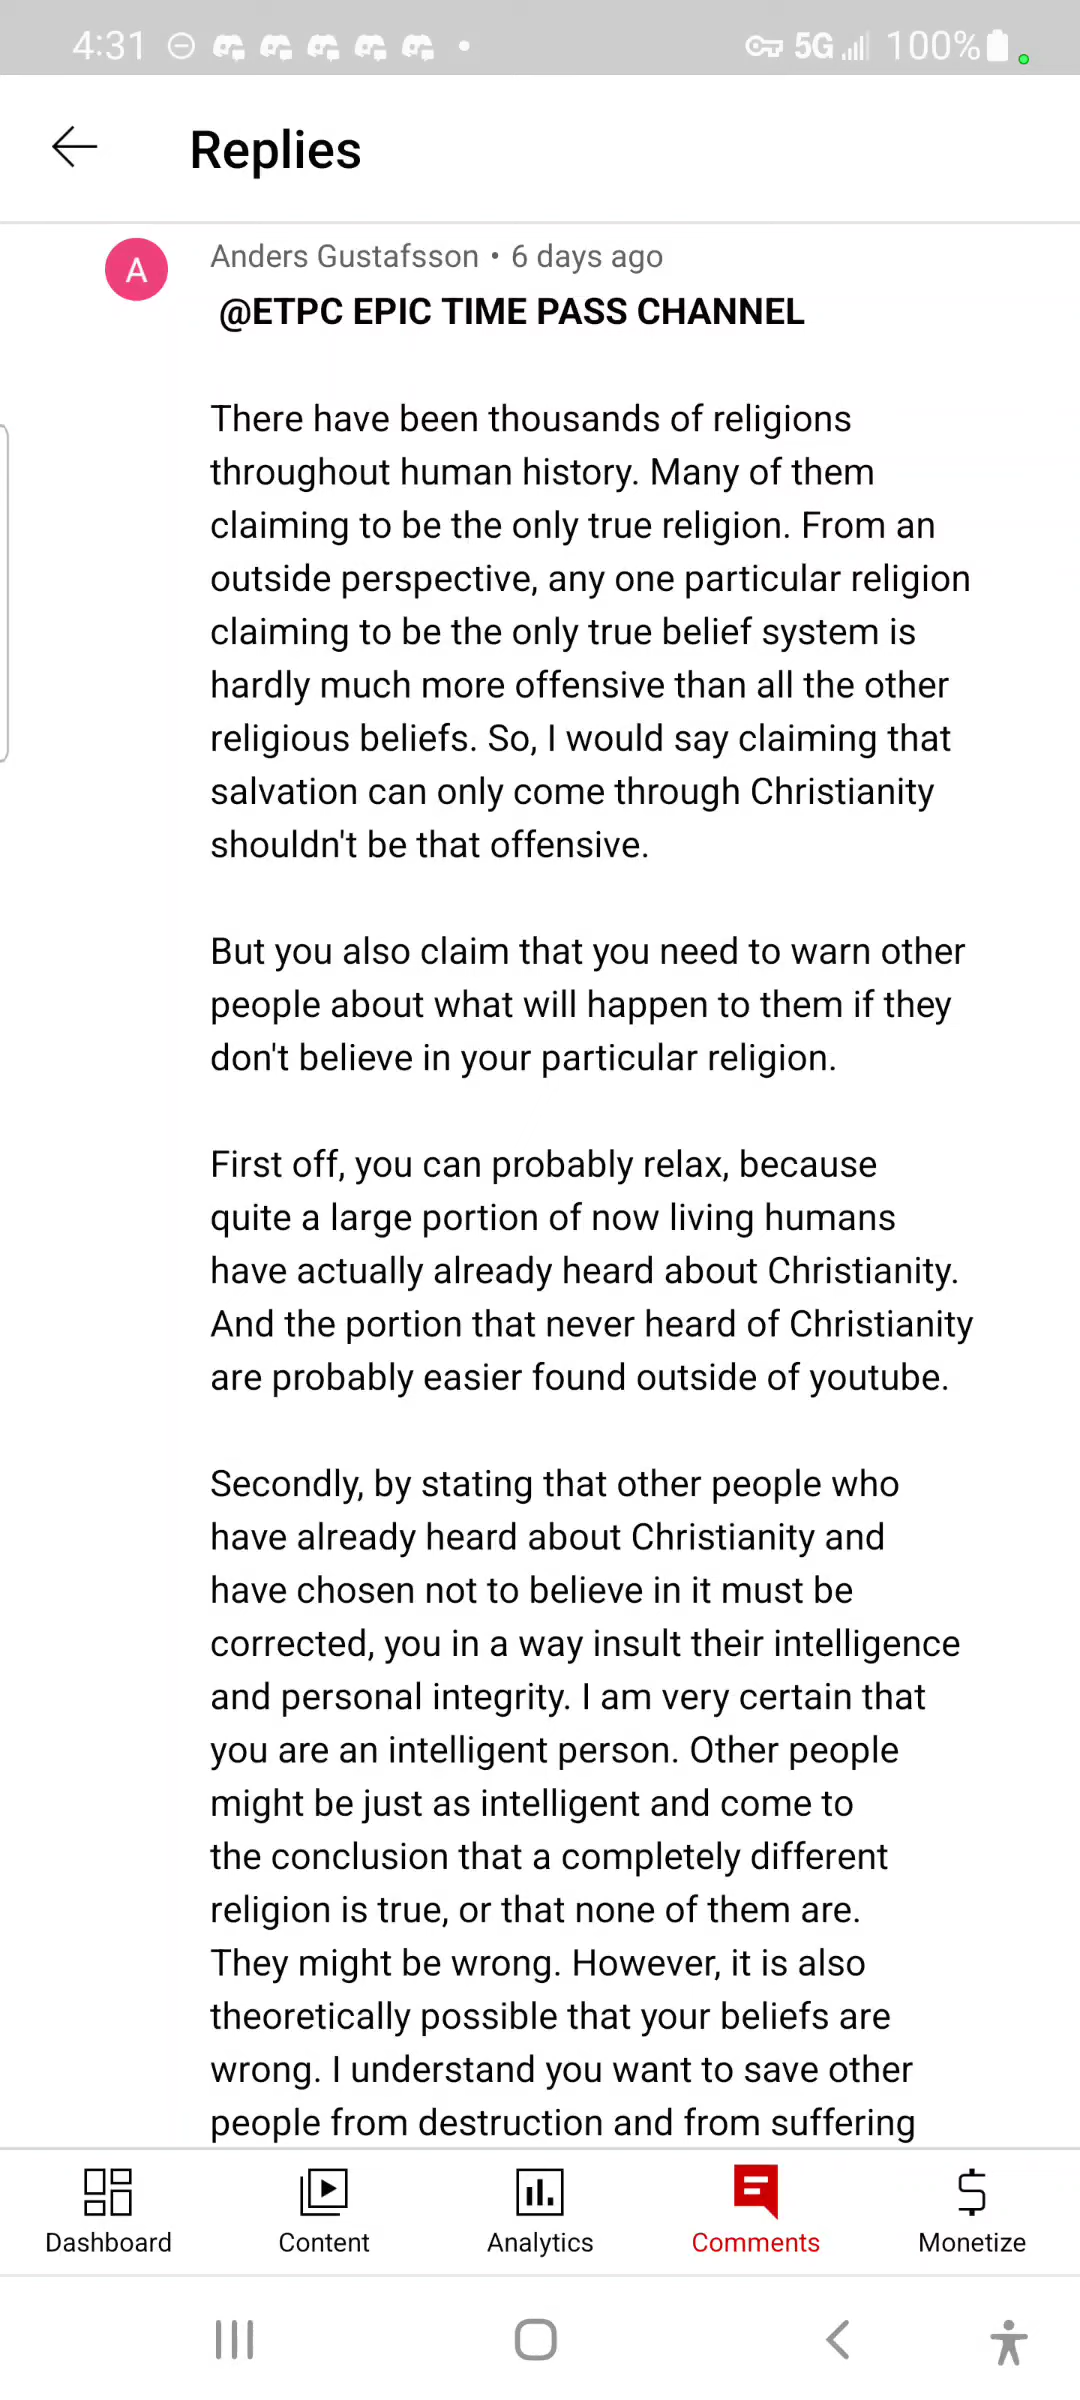 4:31
5G 100%
Replies
A
Anders Gustafsson • 6 days ago
@ETPC EPIC TIME PASS CHANNEL
There have been thousands of religions
throughout human history. Many of them
claiming to be the only true religion. From an
outside perspective, any one particular religion
claiming to be the only true belief system is
hardly much more offensive than all the other
religious beliefs. So, I would say claiming that
salvation can only come through Christianity
shouldn't be that offensive.
But you also claim that you need to warn other
people about what will happen to them if they
don't believe in your particular religion.
First off, you can probably relax, because
quite a large portion of now living humans
have actually already heard about Christianity.
And the portion that never heard of Christianity
are probably easier found outside of youtube.
Secondly, by stating that other people who
have already heard about Christianity and
have chosen not to believe in it must be
corrected, you in a way insult their intelligence
and personal integrity. I am very certain that
you are an intelligent person. Other people
might be just as intelligent and come to
the conclusion that a completely different
religion is true, or that none of them are.
They might be wrong. However, it is also
theoretically possible that your beliefs are
wrong. I understand you want to save other
people from destruction and from suffering
Dashboard
Content
Analytics
Comments
Monetize